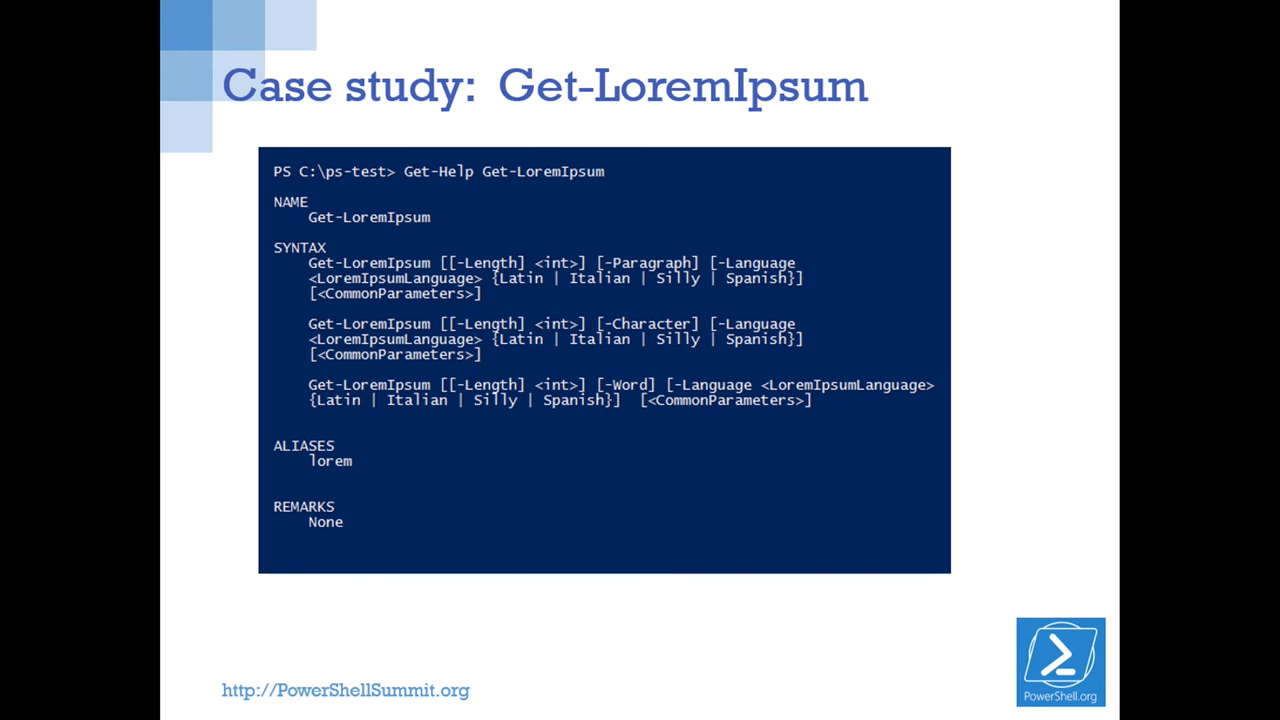 Case study: Get-LoremIpsum
PS C:\ps-test> Get-Help Get-LoremIpsum
NAME
Get-LoremIpsum
SYNTAX
Get-LoremIpsum [[-Length] <int>] [-Paragraph] [-Language
<LoremIpsumLanguage> {Latin | Italian | Silly | Spanish}]
[<CommonParameters>]
Get-LoremIpsum [[-Length] <int>] [-Character] [-Language
<LoremIpsumLanguage> {Latin | Italian | Silly | Spanish}]
[<CommonParameters>]
Get-LoremIpsum [[-Length] <int>] [-Word] [-Language <LoremIpsumLanguage>
{Latin | Italian | Silly | Spanish}] [<CommonParameters>]
ALIASES
lorem
REMARKS
None
http://PowerShellSummit.org
PowerShell.org